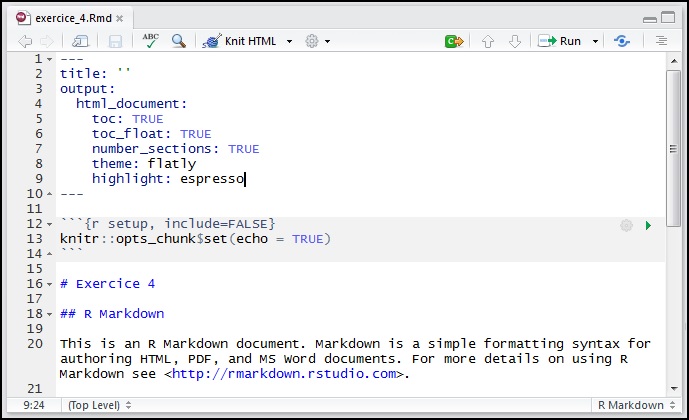 exercice_4.Rmd
ABC Knit HTML Run
1 ---
2 title: ''
3 output:
4 html_document:
5 toc: TRUE
6 toc_float: TRUE
7 number_sections: TRUE
8 theme: flatly
9 highlight: espresso
10 ---
11
12 ```{r setup, include=FALSE}
13 knitr::opts_chunk$set(echo = TRUE)
14 ```
15
16 # Exercice 4
17
18 ## R Markdown
19
20 This is an R Markdown document. Markdown is a simple formatting syntax for
authoring HTML, PDF, and MS Word documents. For more details on using R
Markdown see <http://rmarkdown.rstudio.com>.
21
9:24 (Top Level) R Markdown